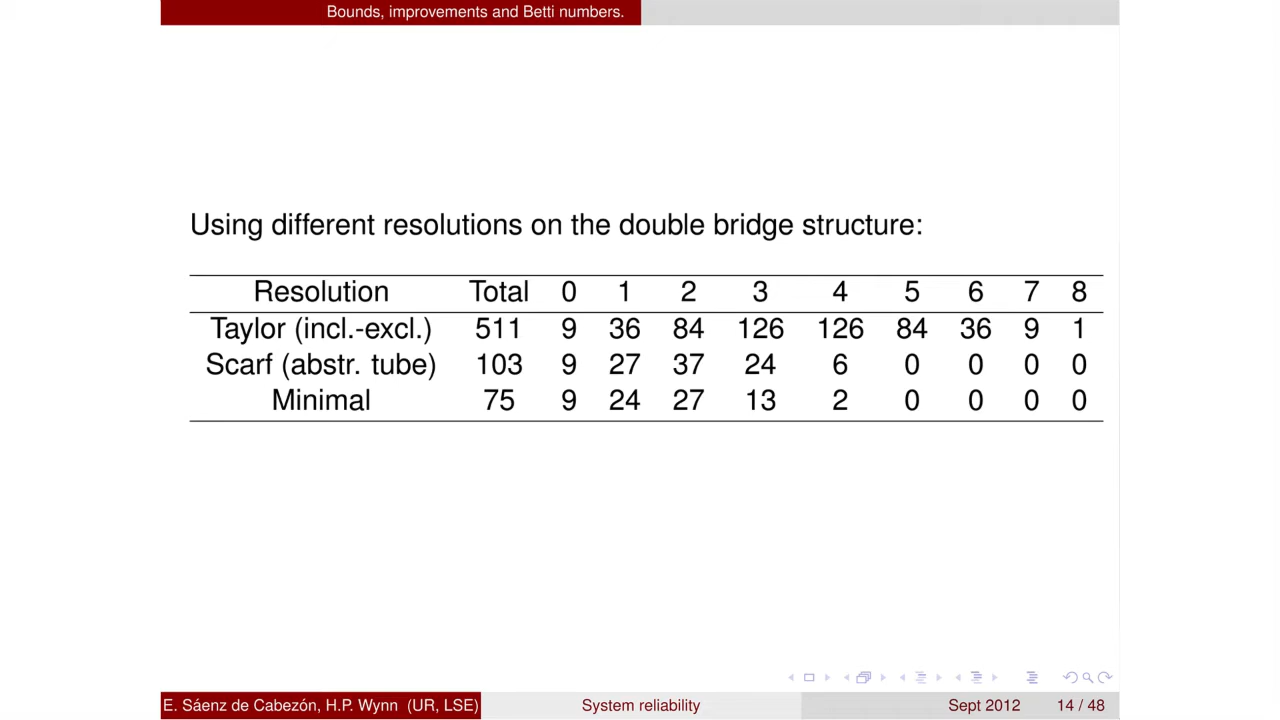 Bounds, improvements and Betti numbers.
Using different resolutions on the double bridge structure:
Resolution Total 0 1 2 3 4 5 6 7 8
Taylor (incl.-excl.) 511 9 36 84 126 126 84 36 9 1
Scarf (abstr. tube) 103 9 27 37 24 6 0 0 0 0
Minimal 75 9 24 27 13 2 0 0 0 0
E. Sáenz de Cabezón, H.P. Wynn (UR, LSE) System reliability Sept 2012 14 / 48